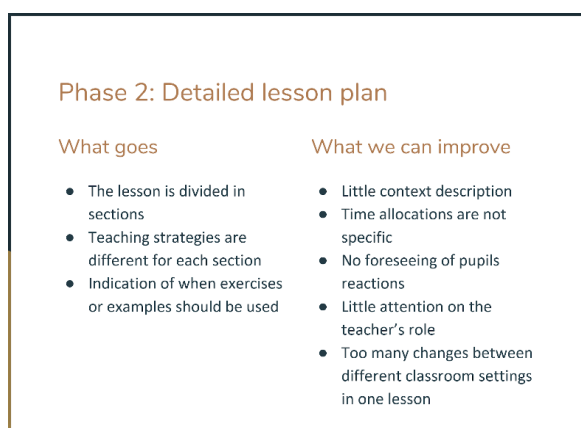 Phase 2: Detailed lesson plan
What goes
● The lesson is divided in
sections
● Teaching strategies are
different for each section
● Indication of when exercises
or examples should be used
What we can improve
● Little context description
● Time allocations are not
specific
● No foreseeing of pupils
reactions
● Little attention on the
teacher's role
● Too many changes between
different classroom settings
in one lesson